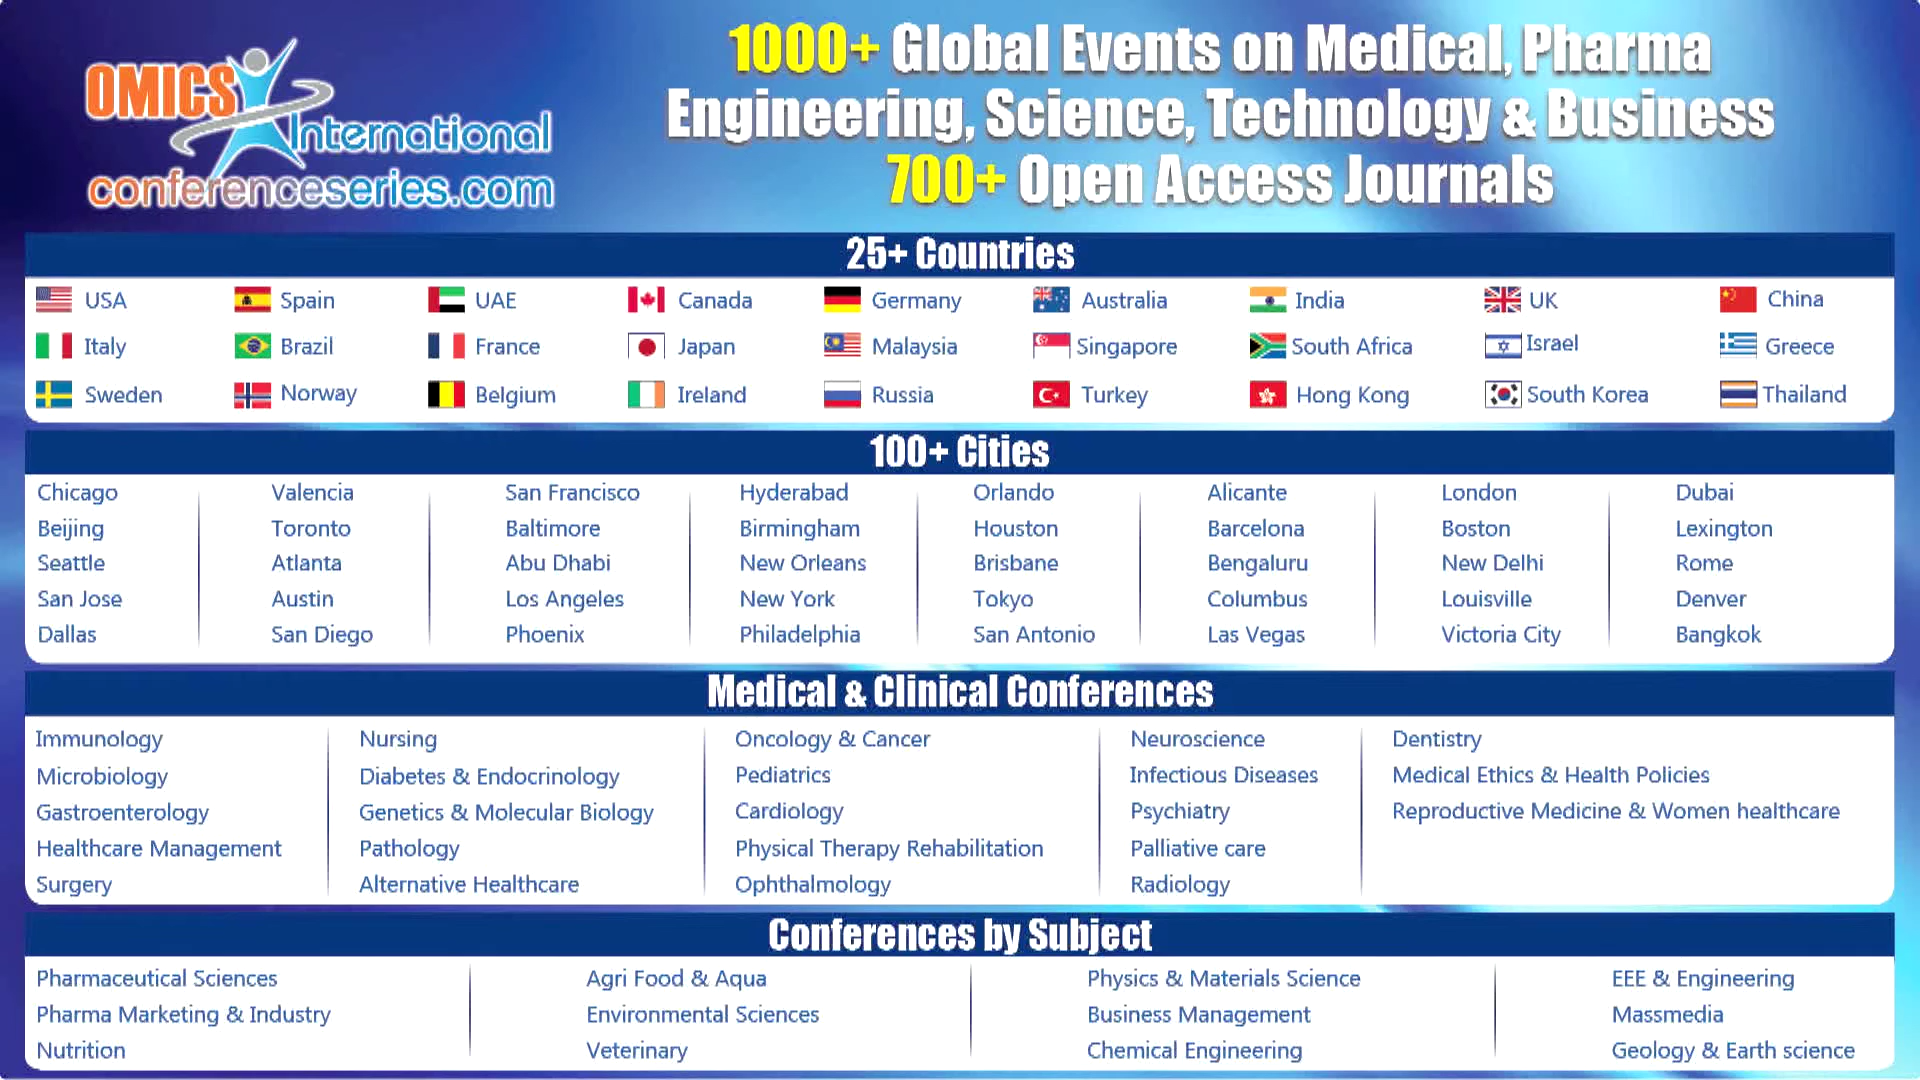 OMICS
International
conferenceseries.com
1000+ Global Events on Medical, Pharma
Engineering, Science, Technology & Business
700+ Open Access Journals
25+ Countries
USA Spain UAE Canada Germany Australia India UK China
Italy Brazil France Japan Malaysia Singapore South Africa Israel Greece
Sweden Norway Belgium Ireland Russia Turkey Hong Kong South Korea Thailand
100+ Cities
Chicago Valencia San Francisco Hyderabad Orlando Alicante London Dubai
Beijing Toronto Baltimore Birmingham Houston Barcelona Boston Lexington
Seattle Atlanta Abu Dhabi New Orleans Brisbane Bengaluru New Delhi Rome
San Jose Austin Los Angeles New York Tokyo Columbus Louisville Denver
Dallas San Diego Phoenix Philadelphia San Antonio Las Vegas Victoria City Bangkok
Medical & Clinical Conferences
Immunology Nursing Oncology & Cancer Neuroscience Dentistry
Microbiology Diabetes & Endocrinology Pediatrics Infectious Diseases Medical Ethics & Health Policies
Gastroenterology Genetics & Molecular Biology Cardiology Psychiatry Reproductive Medicine & Women healthcare
Healthcare Management Pathology Physical Therapy Rehabilitation Palliative care
Surgery Alternative Healthcare Ophthalmology Radiology
Conferences by Subject
Pharmaceutical Sciences Agri Food & Aqua Physics & Materials Science EEE & Engineering
Pharma Marketing & Industry Environmental Sciences Business Management Massmedia
Nutrition Veterinary Chemical Engineering Geology & Earth science